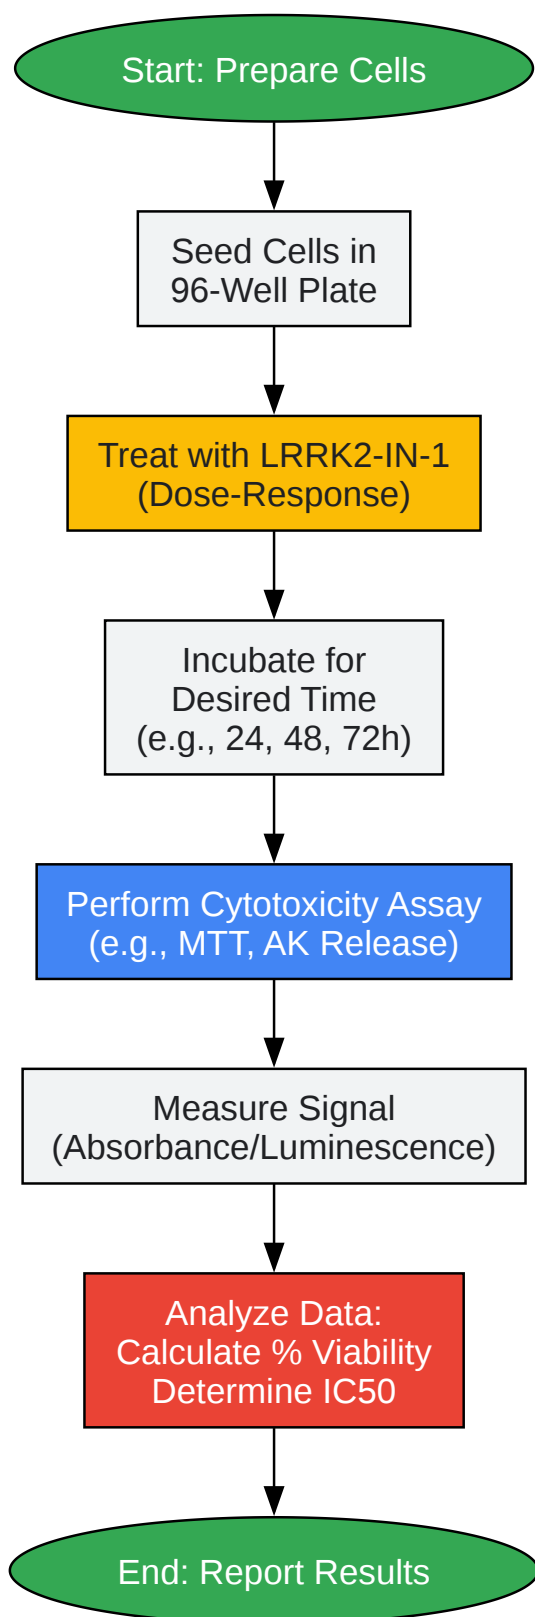 Start: Prepare Cells
Seed Cells in
96-Well Plate
Treat with LRRK2-IN-1
(Dose-Response)
Incubate for
Desired Time
(e.g., 24, 48, 72h)
Perform Cytotoxicity Assay
(e.g., MTT, AK Release)
Measure Signal
(Absorbance/Luminescence)
Analyze Data:
Calculate % Viability
Determine IC50
End: Report Results